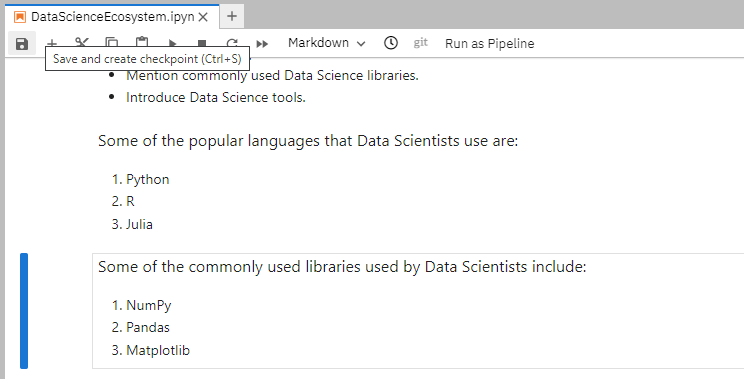 DataScienceEcosystem.ipyn
Markdown
git
Run as Pipeline
Save and create checkpoint (Ctrl+S)
Mention commonly used Data Science libraries.
Introduce Data Science tools.
Some of the popular languages that Data Scientists use are:
1. Python
2. R
3. Julia
Some of the commonly used libraries used by Data Scientists include:
1. NumPy
2. Pandas
3. Matplotlib